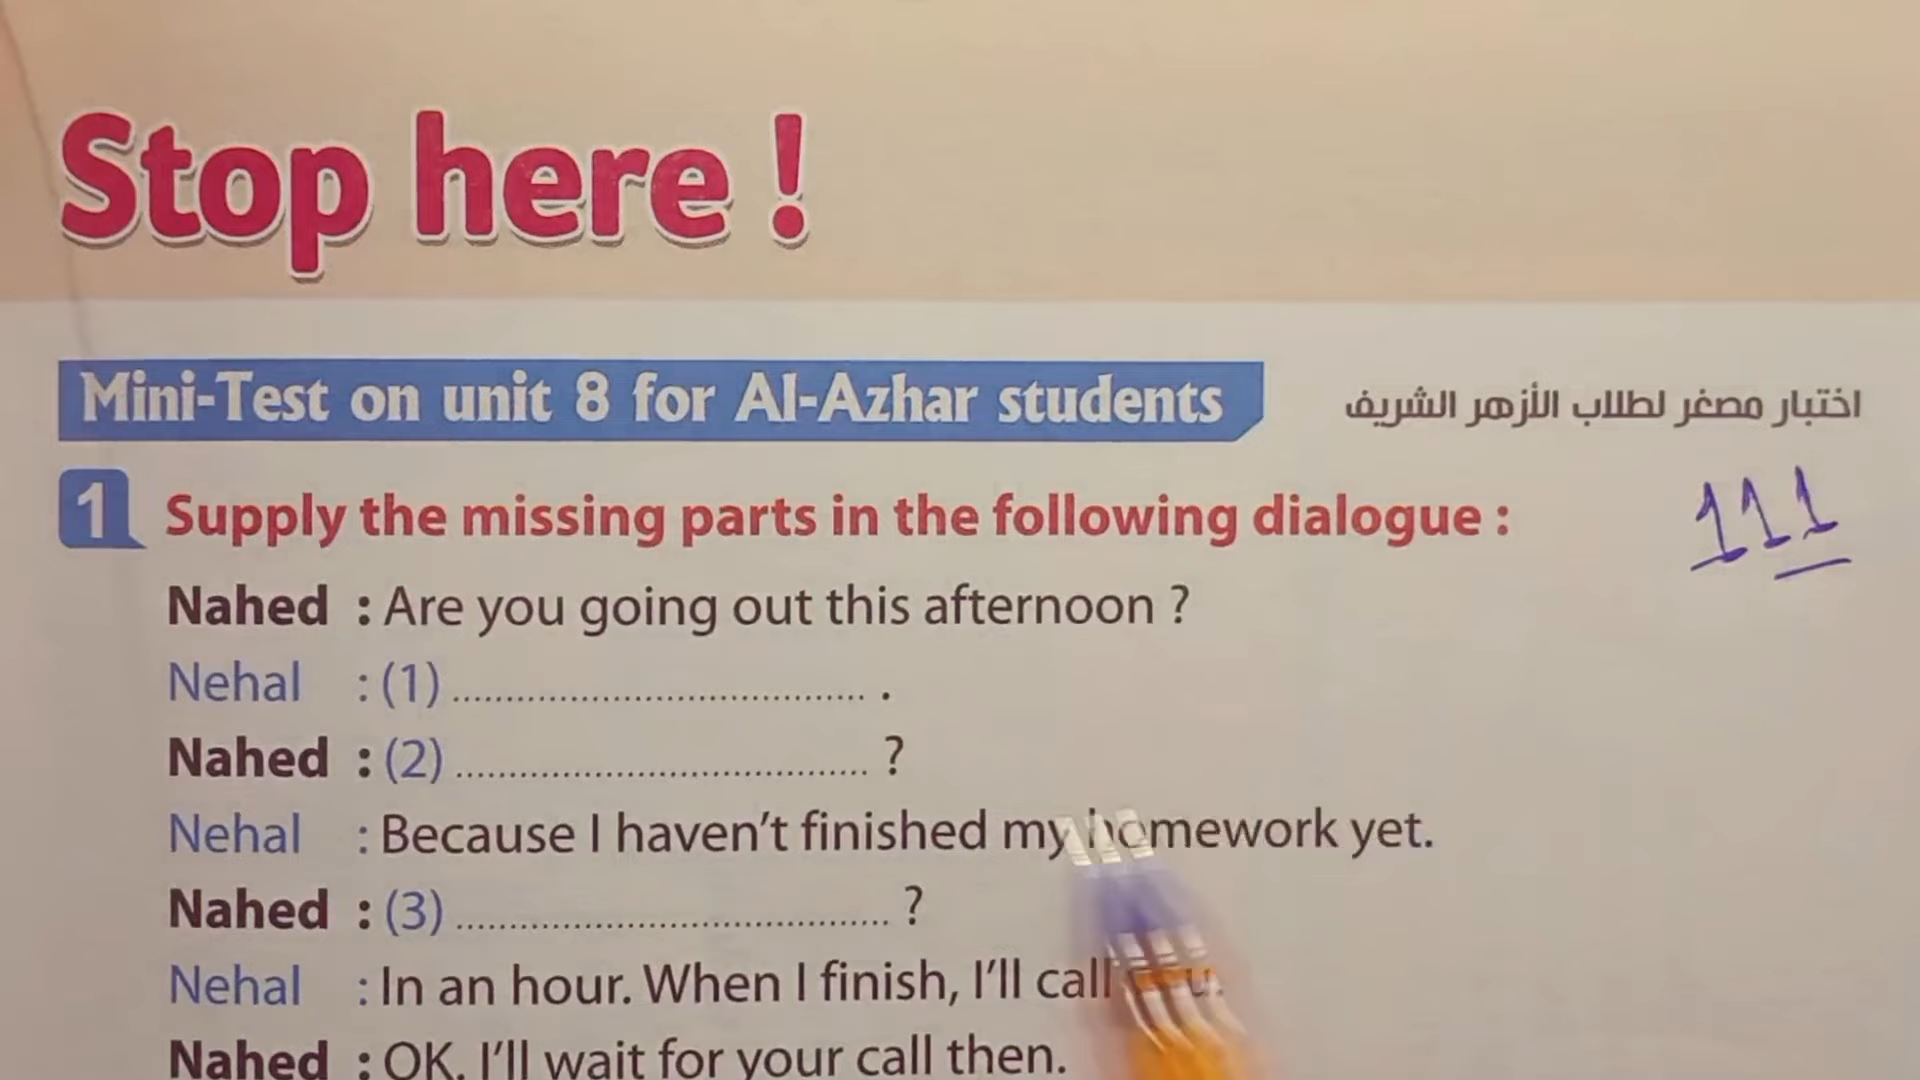 Stop here !
Mini-Test on unit 8 for Al-Azhar students
اختبار مصغر لطلاب الأزهر الشريف
111
1 Supply the missing parts in the following dialogue :
Nahed : Are you going out this afternoon ?
Nehal : (1) ........................................ .
Nahed : (2) ........................................ ?
Nehal : Because I haven't finished my homework yet.
Nahed : (3) ........................................ ?
Nehal : In an hour. When I finish, I'll call
Nahed : OK. I'll wait for your call then.